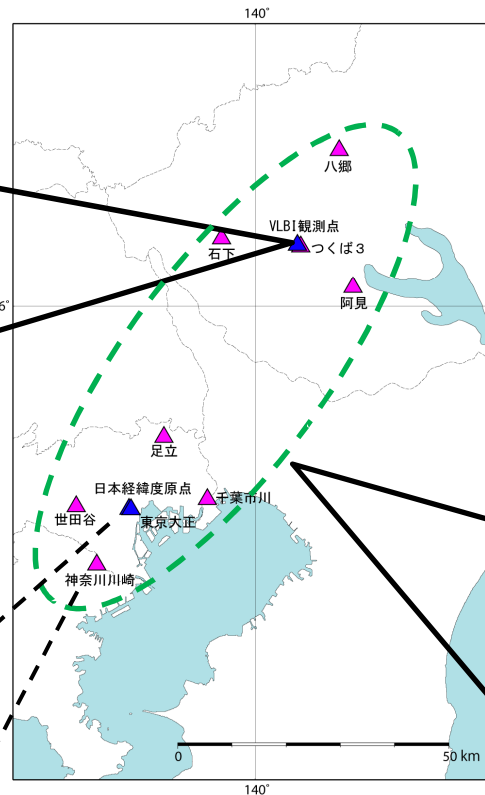 140°
八郷
VLBI観測点
つくば3
石下
阿見
6°
足立
日本経緯度原点
千葉市川
世田谷
東京大正
神奈川川崎
0
50 km
140°